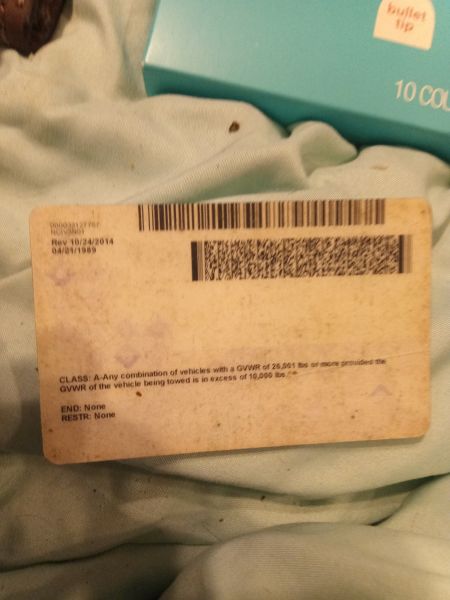 bullet
tip
10 COL
Rev 10/24/2014
04/21/1989
CLASS: A-Any combination of vehicles with a GVWR of 26,001 lbs or more provided the
GVWR of the vehicle being towed is in excess of 10,000 lbs.
END: None
RESTR: None